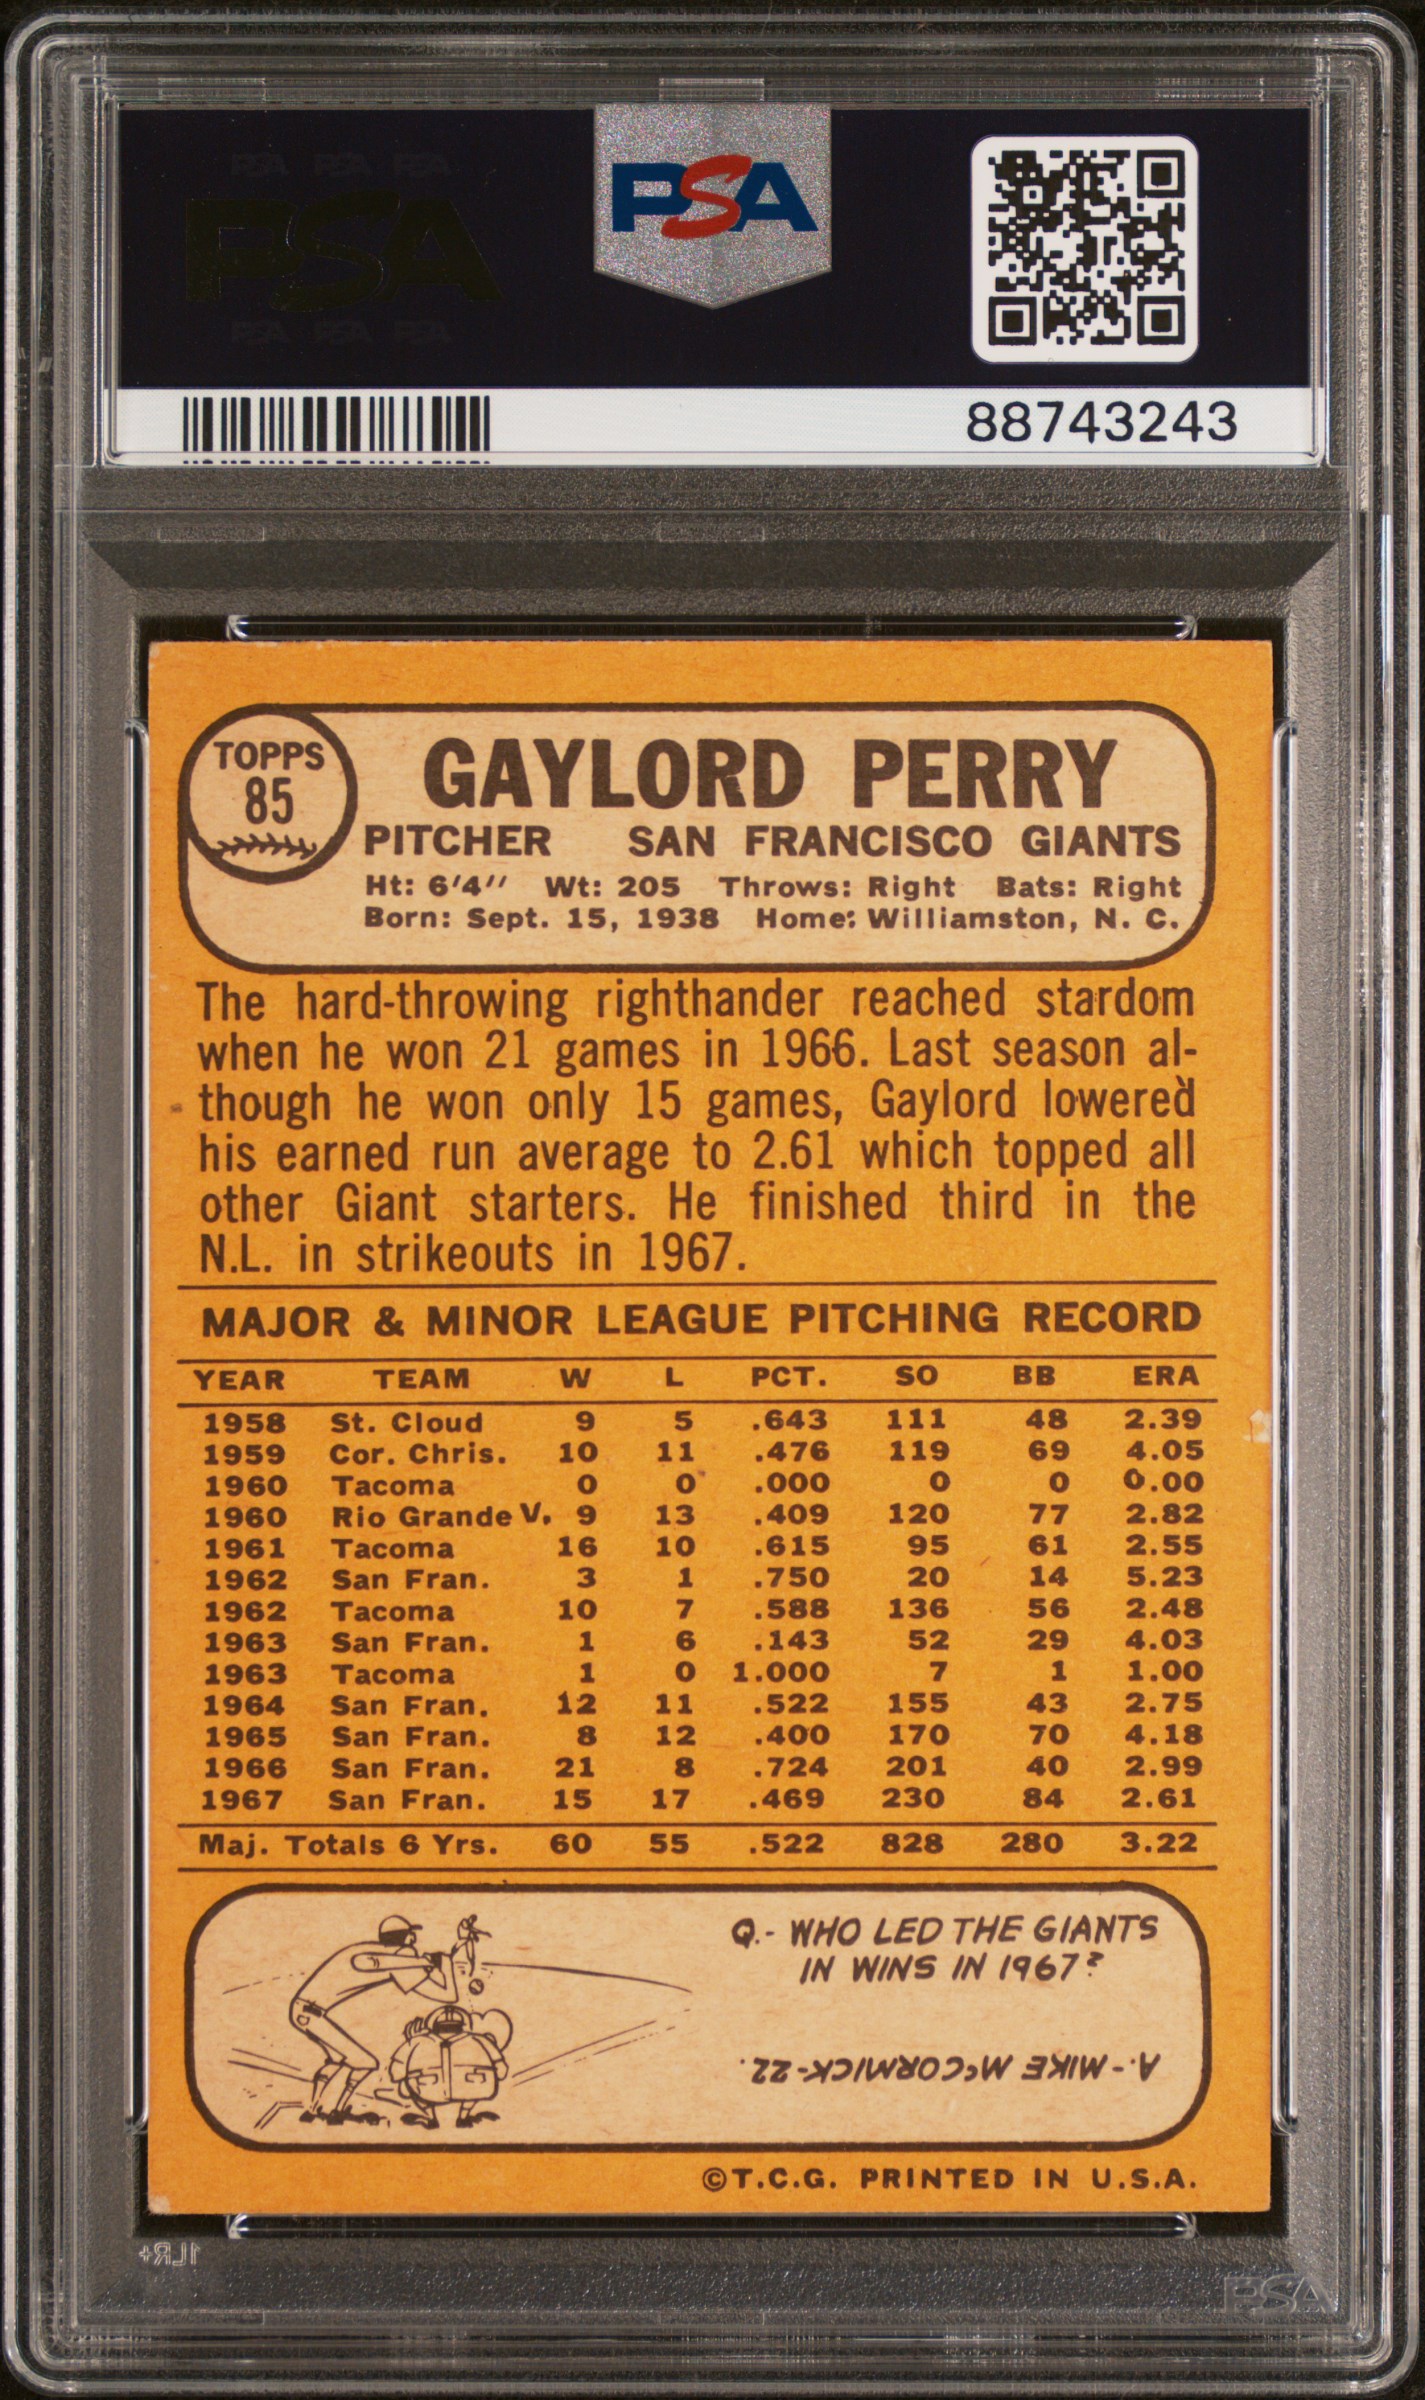 PSA PSA PSA
PSA
PSA PSA PSA
PSA
88743243
TOPPS
85
GAYLORD PERRY
PITCHER SAN FRANCISCO GIANTS
Ht: 6'4" Wt: 205 Throws: Right Bats: Right
Born: Sept. 15, 1938 Home: Williamston, N. C.
The hard-throwing righthander reached stardom
when he won 21 games in 1966. Last season al-
though he won only 15 games, Gaylord lowered
his earned run average to 2.61 which topped all
other Giant starters. He finished third in the
N.L. in strikeouts in 1967.
MAJOR & MINOR LEAGUE PITCHING RECORD
YEAR TEAM W L PCT. SO BB ERA
1958 St. Cloud 9 5 .643 111 48 2.39
1959 Cor. Chris. 10 11 .476 119 69 4.05
1960 Tacoma 0 0 .000 0 0 0.00
1960 Rio Grande V. 9 13 .409 120 77 2.82
1961 Tacoma 16 10 .615 95 61 2.55
1962 San Fran. 3 1 .750 20 14 5.23
1962 Tacoma 10 7 .588 136 56 2.48
1963 San Fran. 1 6 .143 52 29 4.03
1963 Tacoma 1 0 1.000 7 1 1.00
1964 San Fran. 12 11 .522 155 43 2.75
1965 San Fran. 8 12 .400 170 70 4.18
1966 San Fran. 21 8 .724 201 40 2.99
1967 San Fran. 15 17 .469 230 84 2.61
Maj. Totals 6 Yrs. 60 55 .522 828 280 3.22
Q.- WHO LED THE GIANTS
IN WINS IN 1967?
A.- MIKE McCORMICK-22.
©T.C.G. PRINTED IN U.S.A.
1LR+
PSA